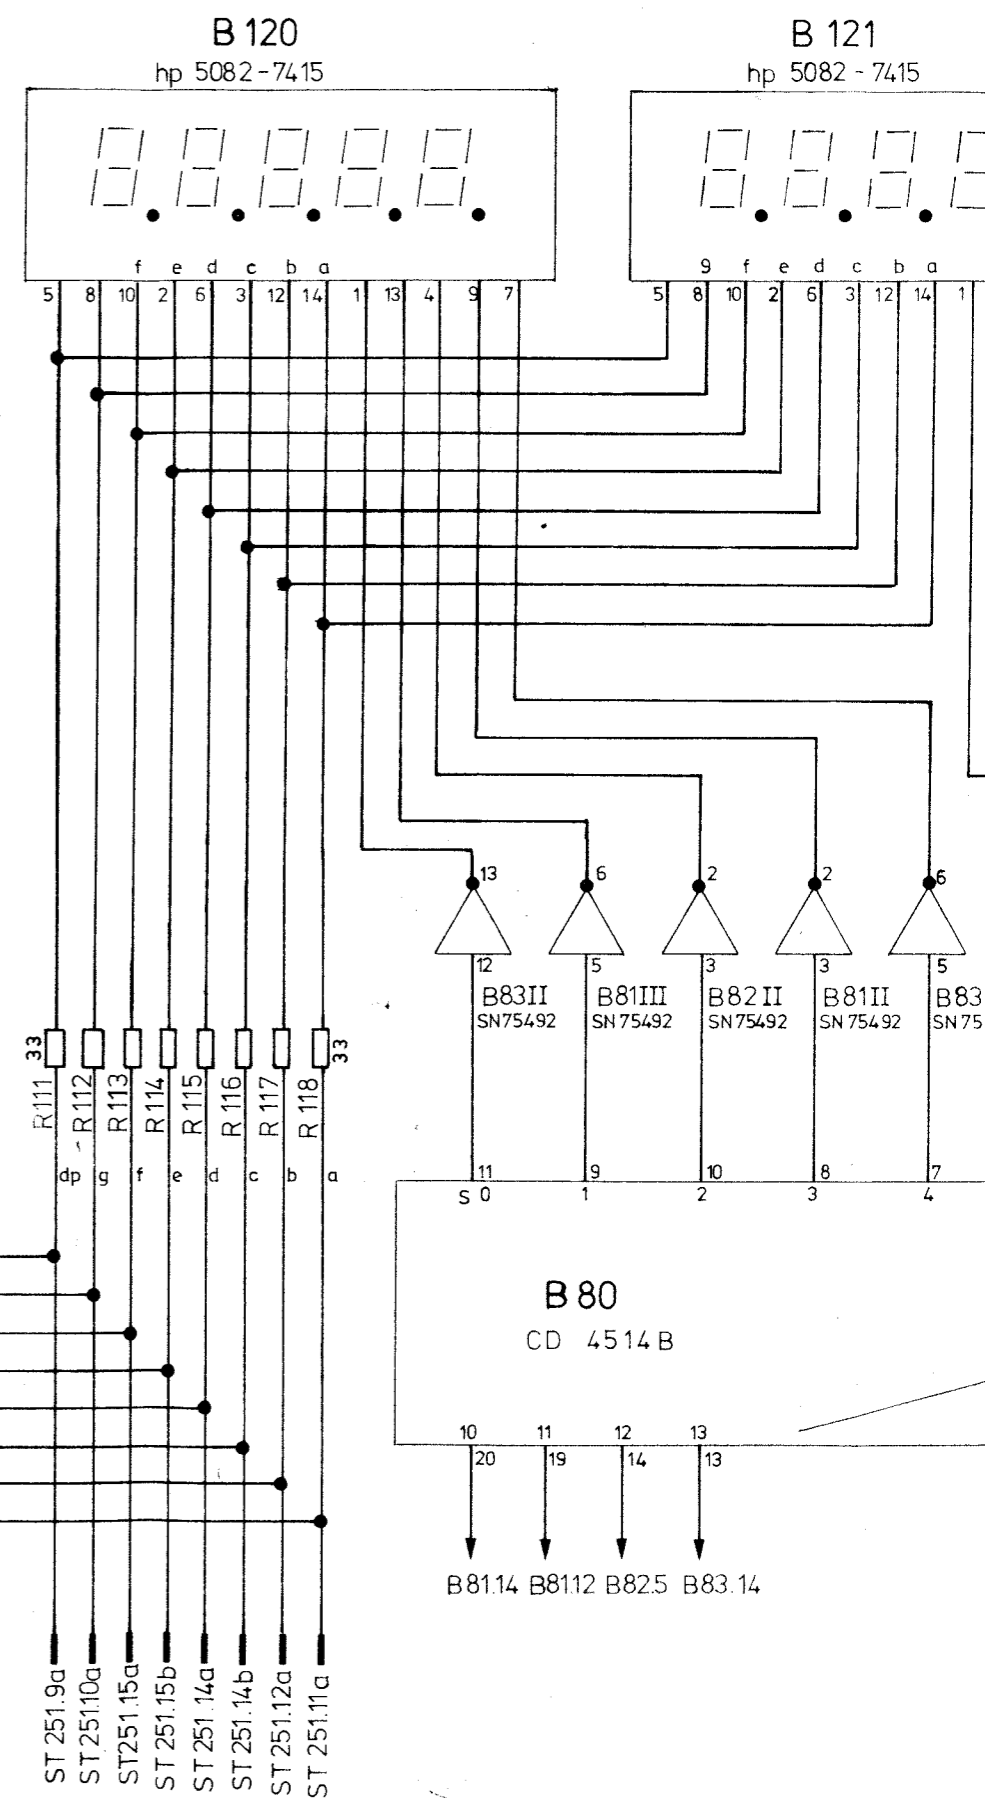 B 120
B 121
hp 5082-7415
hp 5082-7415
f e d c b a
g f e d c b a
5 8 10 2 6 3 12 14 1 13 4 9 7
5 8 10 2 6 3 12 14 1
13 6 2 2 6
12 5 3 3 5
B83II B81III B82II B81II B83
SN75492 SN75492 SN75492 SN75492 SN75
33 33
R111 R112 R113 R114 R115 R116 R117 R118
dp g f e d c b a
11 9 10 8 7
S 0 1 2 3 4
B 80
CD 4514 B
10 11 12 13
20 19 14 13
B81.14 B81.12 B82.5 B83.14
ST 251.9a ST 251.10a ST251.15a ST 251.15b ST 251.14a ST 251.14b ST 251.12a ST 251.11a